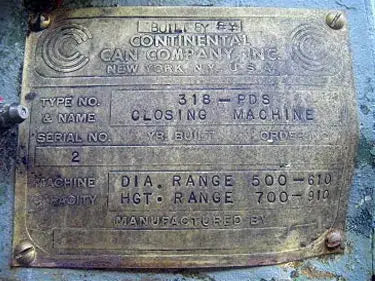 BUILT BY
CONTINENTAL
CAN COMPANY, INC.
NEW YORK, N.Y., U.S.A.
TYPE NO. & NAME
318-PDS
CLOSING MACHINE
SERIAL NO. YR. BUILT ORDER NO.
2
MACHINE CAPACITY
DIA. RANGE 500-610
HGT. RANGE 700-910
MANUFACTURED BY